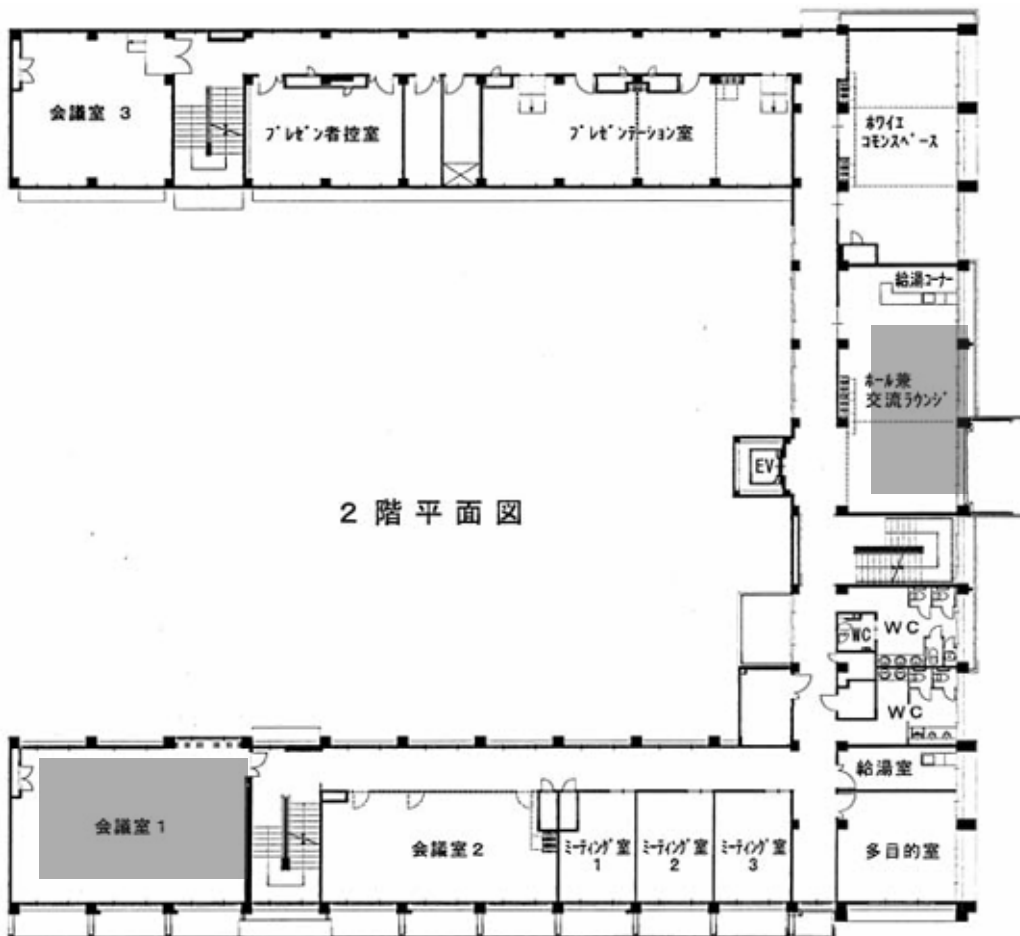 会議室 3
プレゼン者控室
プレゼンテーション室
ホワイエ
コモンスペース
給湯コーナー
ホール兼
交流ラウンジ
EV
2階平面図
WC
WC
WC
給湯室
会議室1
会議室2
ミーティング室
1
ミーティング室
2
ミーティング室
3
多目的室